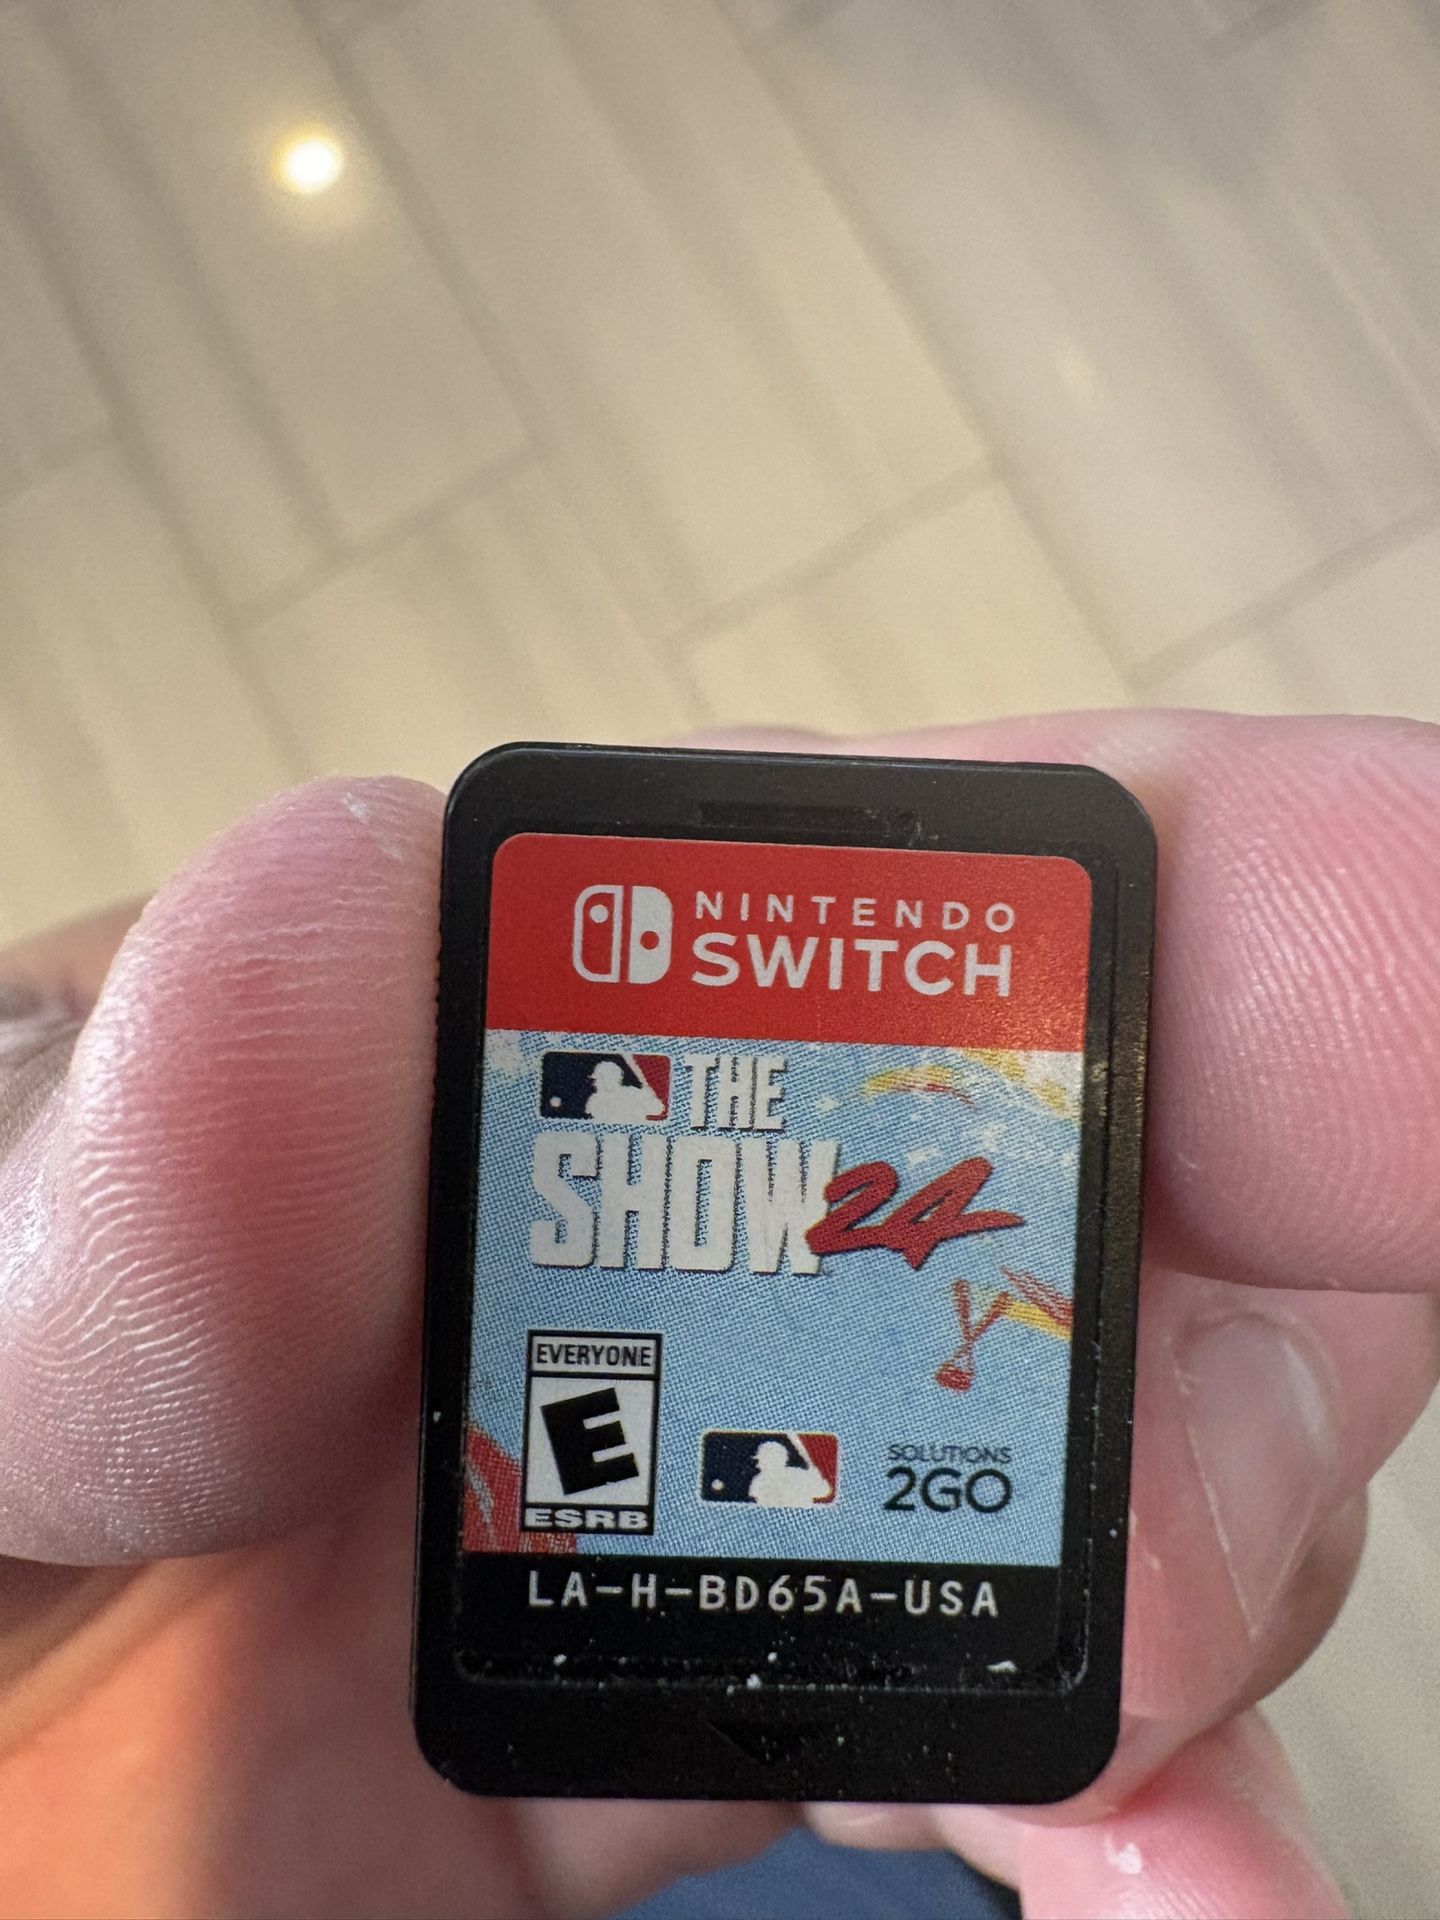 NINTENDO
SWITCH
THE
SHOW 24
EVERYONE
E
ESRB
SOLUTIONS
2GO
LA-H-BD65A-USA